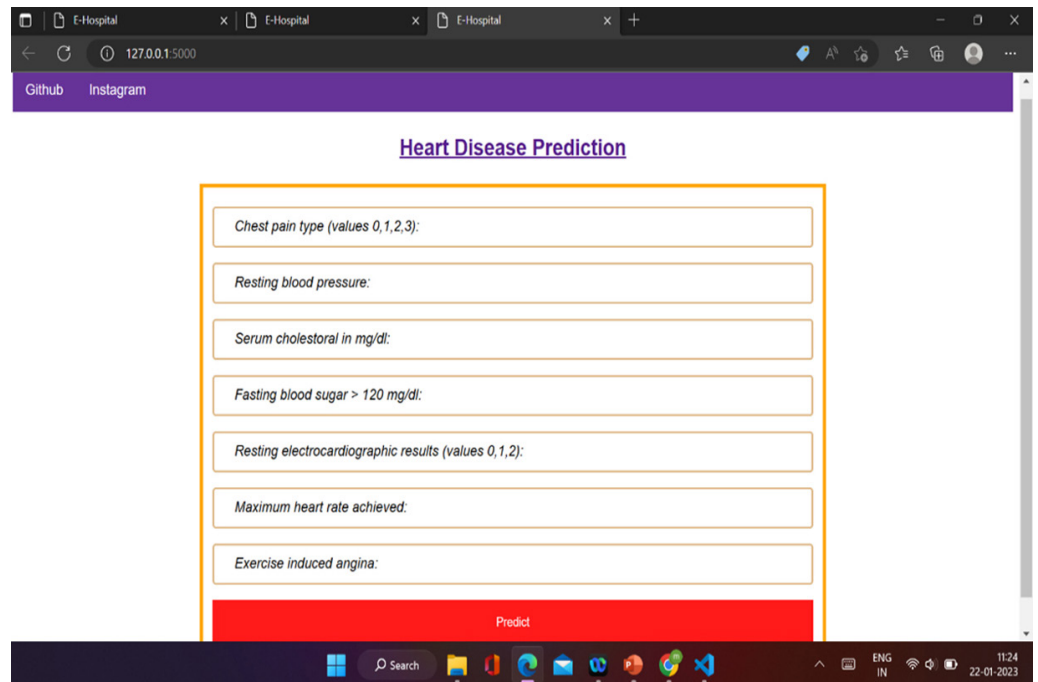 E-Hospital
E-Hospital
E-Hospital
127.0.0.1:5000
Github Instagram
Heart Disease Prediction
Chest pain type (values 0,1,2,3):
Resting blood pressure:
Serum cholestoral in mg/dl:
Fasting blood sugar > 120 mg/dl:
Resting electrocardiographic results (values 0,1,2):
Maximum heart rate achieved:
Exercise induced angina:
Predict
Search
ENG
IN
11:24
22-01-2023